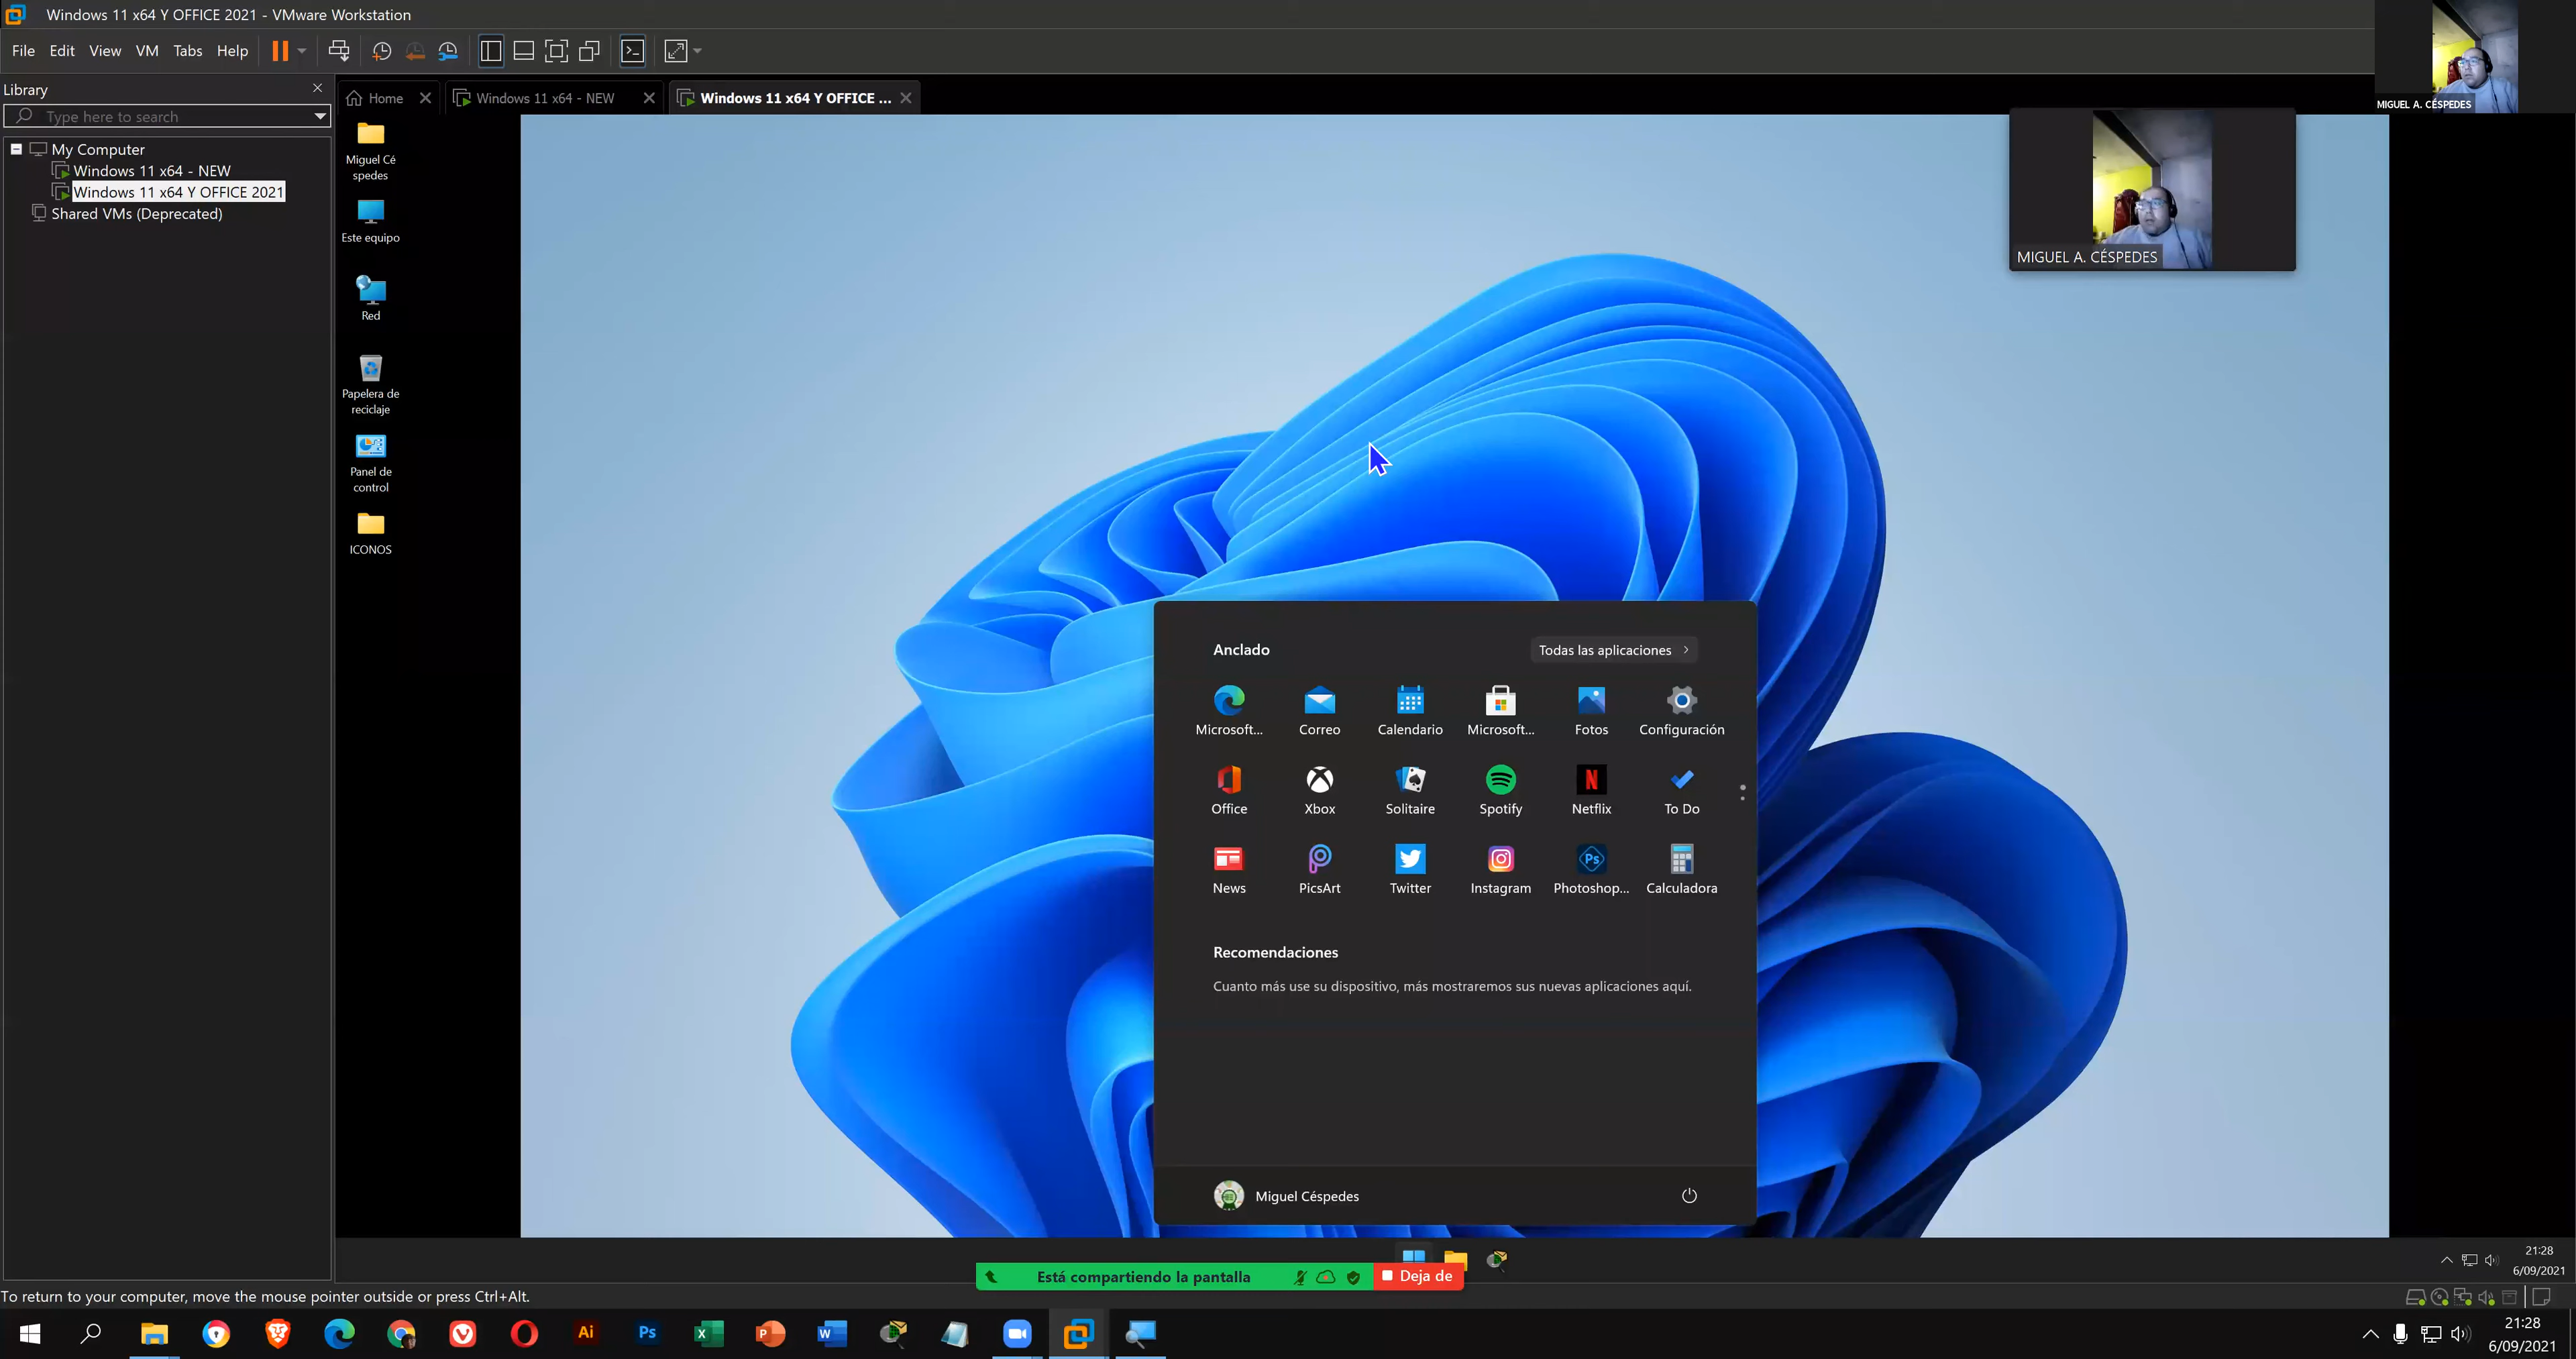 Windows 11 x64 Y OFFICE 2021 - VMware Workstation
File Edit View VM Tabs Help
MIGUEL A. CÉSPEDES
Library
Type here to search
My Computer
Windows 11 x64 - NEW
Windows 11 x64 Y OFFICE 2021
Shared VMs (Deprecated)
Home
Windows 11 x64 - NEW
Windows 11 x64 Y OFFICE ...
MIGUEL A. CÉSPEDES
Miguel Cé
spedes
Este equipo
Red
Papelera de
reciclaje
Panel de
control
ICONOS
Anclado
Todas las aplicaciones
Microsoft... Correo Calendario Microsoft... Fotos Configuración
Office Xbox Solitaire Spotify Netflix To Do
News PicsArt Twitter Instagram Photoshop... Calculadora
Recomendaciones
Cuanto más use su dispositivo, más mostraremos sus nuevas aplicaciones aquí.
Miguel Céspedes
21:28
6/09/2021
Está compartiendo la pantalla
Deja de
To return to your computer, move the mouse pointer outside or press Ctrl+Alt.
21:28
6/09/2021